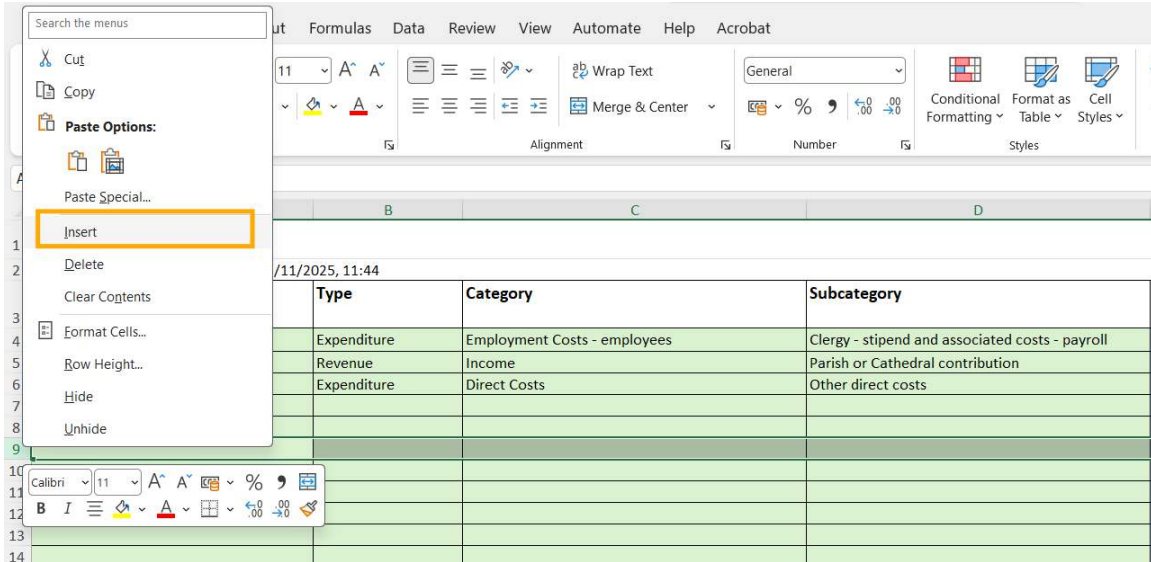 Search the menus
ut Formulas Data Review View Automate Help Acrobat
Cut
Copy
Paste Options:
Paste Special...
Insert
Delete
Clear Contents
Format Cells...
Row Height...
Hide
Unhide
11 A A
Wrap Text
General
A
Merge & Center
% 9 .00 .00
Conditional Formatting
Format as Table
Cell Styles
Alignment
Number
Styles
A
B C D
1
2 /11/2025, 11:44
3 Type Category Subcategory
4 Expenditure Employment Costs - employees Clergy - stipend and associated costs - payroll
5 Revenue Income Parish or Cathedral contribution
6 Expenditure Direct Costs Other direct costs
7
8
9
10
11
12
13
14
Calibri 11 A A %
B I A .00 .00